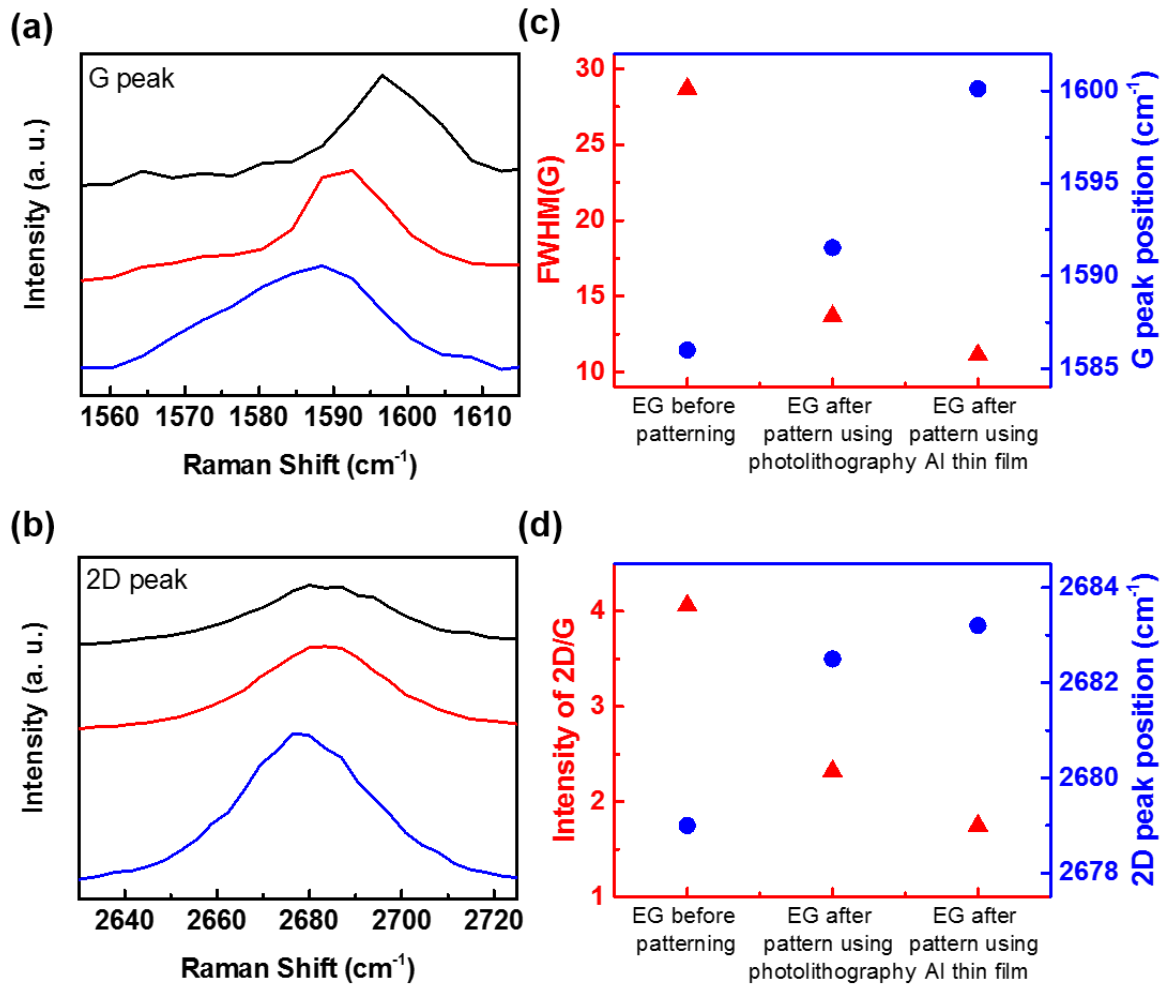 (a)
G peak
Intensity (a. u.)
1560 1570 1580 1590 1600 1610
Raman Shift (cm-1)
(b)
2D peak
Intensity (a. u.)
2640 2660 2680 2700 2720
Raman Shift (cm-1)
(c)
FWHM(G)
30
25
20
15
10
G peak position (cm-1)
1600
1595
1590
1585
EG before patterning
EG after pattern using photolithography
EG after pattern using Al thin film
(d)
Intensity of 2D/G
4
3
2
1
2D peak position (cm-1)
2684
2682
2680
2678
EG before patterning
EG after pattern using photolithography
EG after pattern using Al thin film